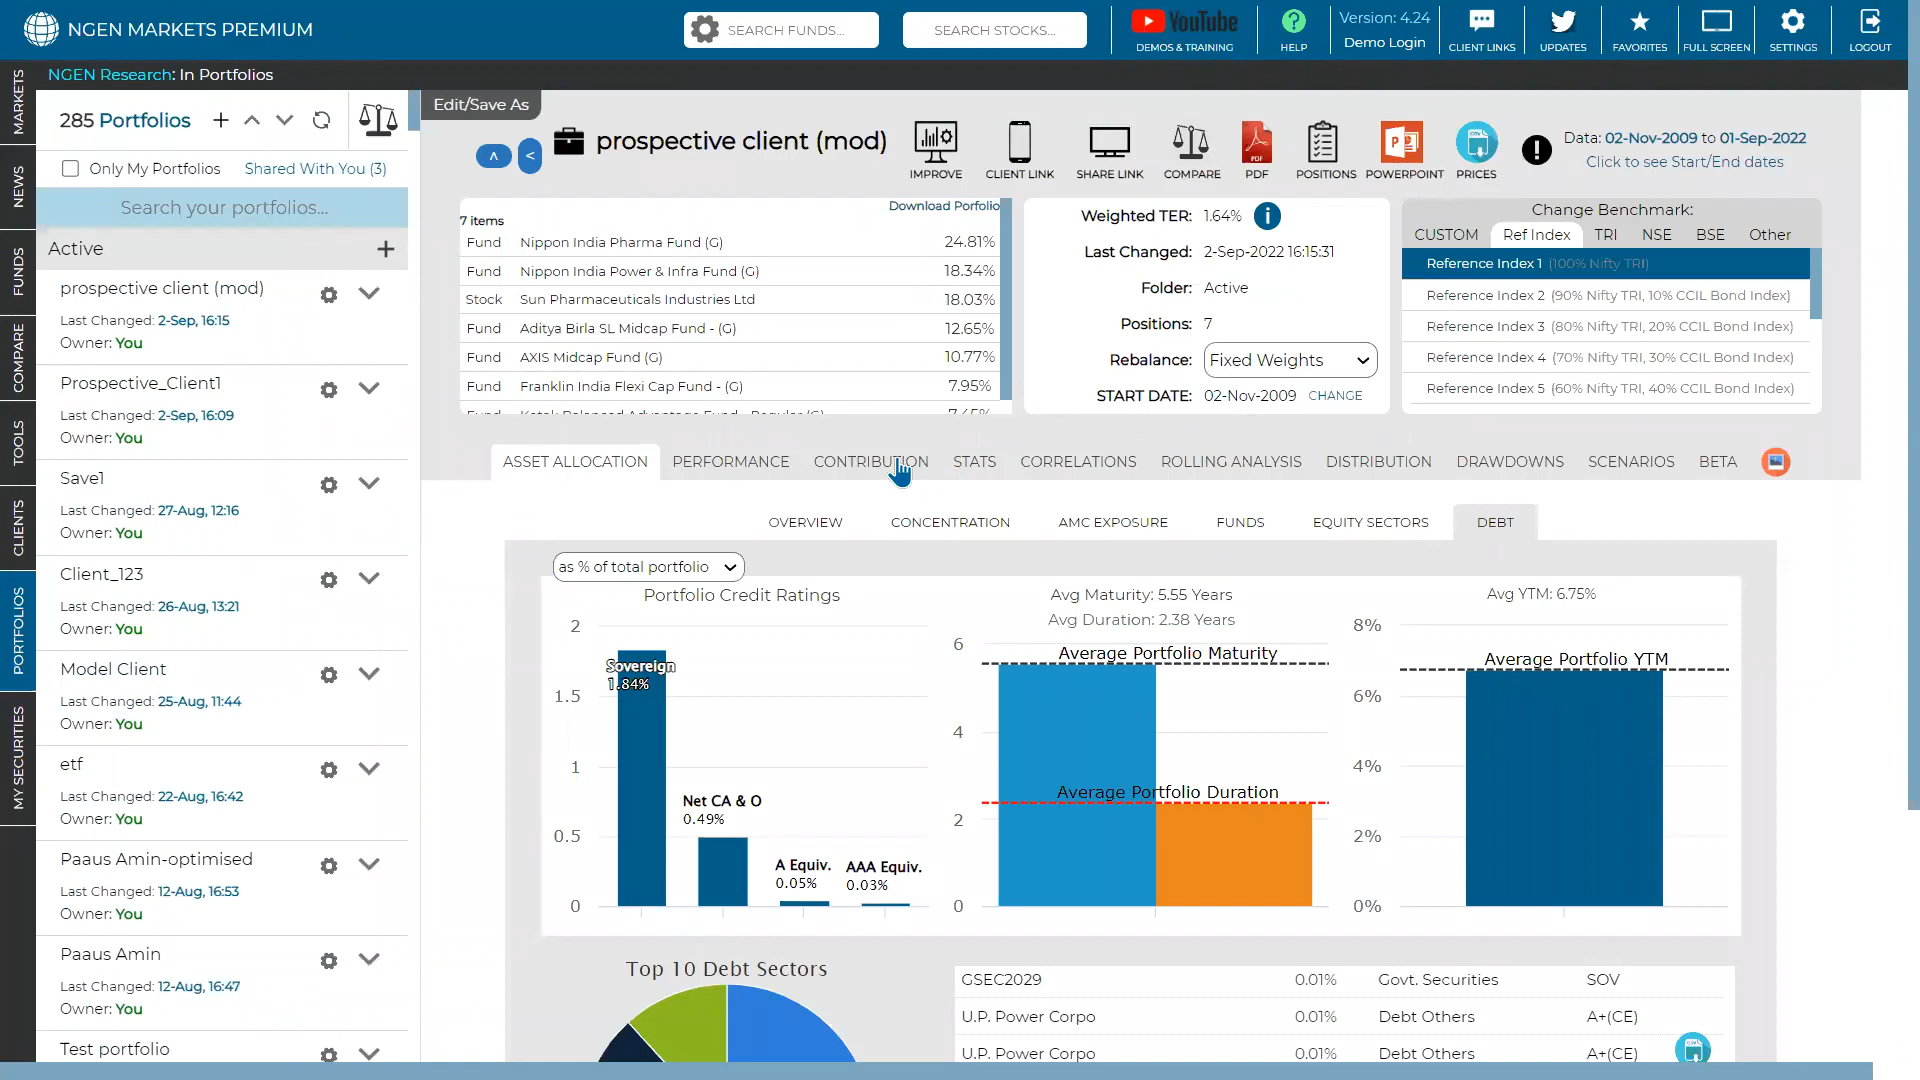 NGEN MARKETS PREMIUM
SEARCH FUNDS...
SEARCH STOCKS...
YouTube
DEMOS & TRAINING
HELP
Version: 4.24
Demo Login
CLIENT LINKS
UPDATES
FAVORITES
FULL SCREEN
SETTINGS
LOGOUT
NGEN Research: In Portfolios
MARKETS
NEWS
FUNDS
COMPARE
TOOLS
CLIENTS
PORTFOLIOS
MY SECURITIES
285 Portfolios
Only My Portfolios
Shared With You (3)
Search your portfolios...
Active
prospective client (mod)
Last Changed: 2-Sep, 16:15
Owner: You
Prospective_Client1
Last Changed: 2-Sep, 16:09
Owner: You
Save1
Last Changed: 27-Aug, 12:16
Owner: You
Client_123
Last Changed: 26-Aug, 13:21
Owner: You
Model Client
Last Changed: 25-Aug, 11:44
Owner: You
etf
Last Changed: 22-Aug, 16:42
Owner: You
Paaus Amin-optimised
Last Changed: 12-Aug, 16:53
Owner: You
Paaus Amin
Last Changed: 12-Aug, 16:47
Owner: You
Test portfolio
Edit/Save As
prospective client (mod)
IMPROVE
CLIENT LINK
SHARE LINK
COMPARE
PDF
PDF
POSITIONS
POWERPOINT
PRICES
Data: 02-Nov-2009 to 01-Sep-2022
Click to see Start/End dates
7 items
Download Porfolio
Fund Nippon India Pharma Fund (G) 24.81%
Fund Nippon India Power & Infra Fund (G) 18.34%
Stock Sun Pharmaceuticals Industries Ltd 18.03%
Fund Aditya Birla SL Midcap Fund - (G) 12.65%
Fund AXIS Midcap Fund (G) 10.77%
Fund Franklin India Flexi Cap Fund - (G) 7.95%
Fund Kotak Balanced Advantage Fund - Regular (G) 7.45%
Weighted TER: 1.64%
Last Changed: 2-Sep-2022 16:15:31
Folder: Active
Positions: 7
Rebalance: Fixed Weights
START DATE: 02-Nov-2009 CHANGE
Change Benchmark:
CUSTOM Ref Index TRI NSE BSE Other
Reference Index 1 (100% Nifty TRI)
Reference Index 2 (90% Nifty TRI, 10% CCIL Bond Index)
Reference Index 3 (80% Nifty TRI, 20% CCIL Bond Index)
Reference Index 4 (70% Nifty TRI, 30% CCIL Bond Index)
Reference Index 5 (60% Nifty TRI, 40% CCIL Bond Index)
ASSET ALLOCATION PERFORMANCE CONTRIBUTION STATS CORRELATIONS ROLLING ANALYSIS DISTRIBUTION DRAWDOWNS SCENARIOS BETA
OVERVIEW CONCENTRATION AMC EXPOSURE FUNDS EQUITY SECTORS DEBT
as % of total portfolio
Portfolio Credit Ratings
2
1.5
1
0.5
0
Sovereign
1.84%
Net CA & O
0.49%
A Equiv.
0.05%
AAA Equiv.
0.03%
Avg Maturity: 5.55 Years
Avg Duration: 2.38 Years
6
4
2
0
Average Portfolio Maturity
Average Portfolio Duration
Avg YTM: 6.75%
8%
6%
4%
2%
0%
Average Portfolio YTM
Top 10 Debt Sectors
GSEC2029 0.01% Govt. Securities SOV
U.P. Power Corpo 0.01% Debt Others A+(CE)
U.P. Power Corpo 0.01% Debt Others A+(CE)